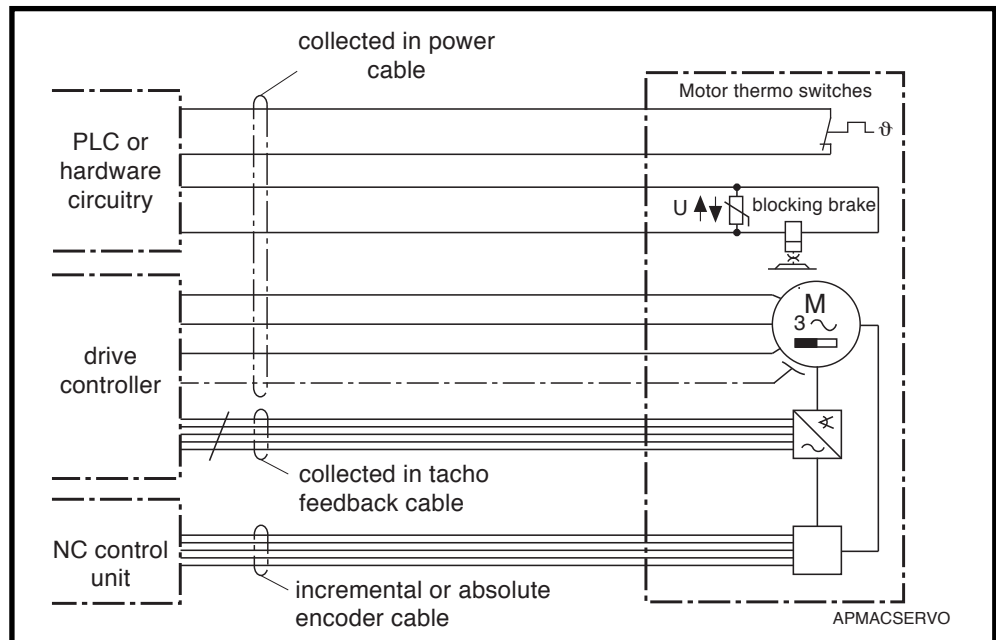 collected in power
cable
Motor thermo switches
PLC or
hardware
circuitry
ϑ
U
blocking brake
M
3
drive
controller
collected in tacho
feedback cable
NC control
unit
incremental or absolute
encoder cable
APMACSERVO